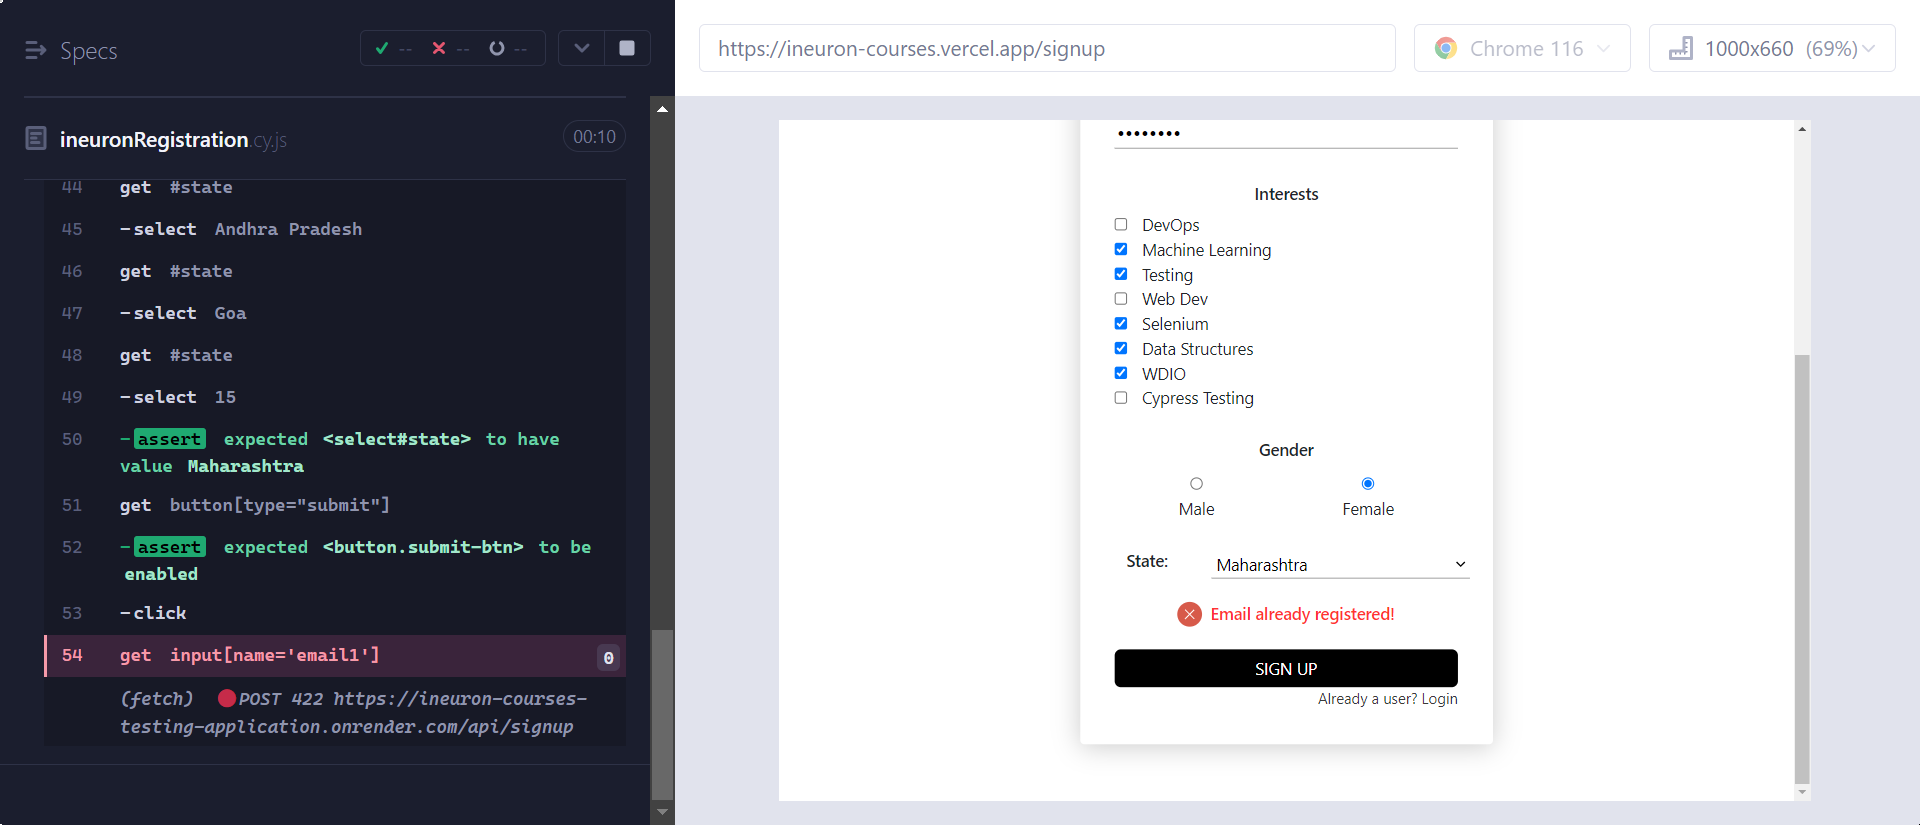 Specs
-- -- --
https://ineuron-courses.vercel.app/signup
Chrome 116
1000x660 (69%)
ineuronRegistration.cy.js
00:10
44 get #state
45 -select Andhra Pradesh
46 get #state
47 -select Goa
48 get #state
49 -select 15
50 -assert expected <select#state> to have
value Maharashtra
51 get button[type="submit"]
52 -assert expected <button.submit-btn> to be
enabled
53 -click
54 get input[name='email1'] 0
(fetch) POST 422 https://ineuron-courses-
testing-application.onrender.com/api/signup
••••••••
Interests
DevOps
Machine Learning
Testing
Web Dev
Selenium
Data Structures
WDIO
Cypress Testing
Gender
Male Female
State: Maharashtra
Email already registered!
SIGN UP
Already a user? Login